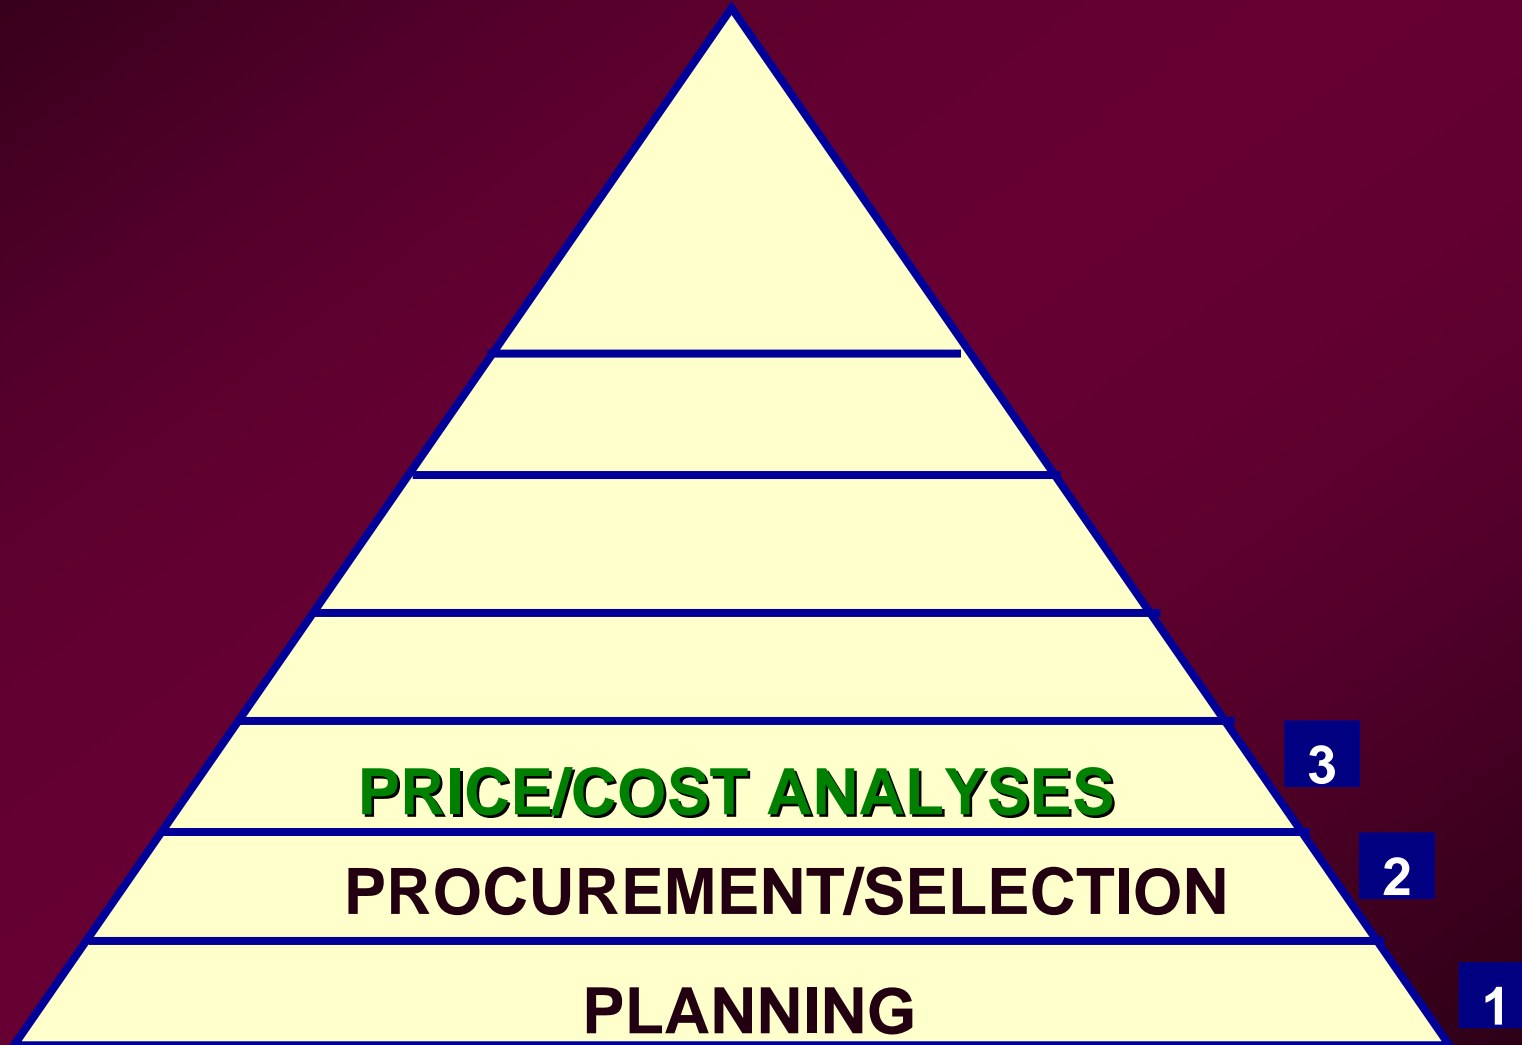 3
PRICE/COST ANALYSES
2
PROCUREMENT/SELECTION
1
PLANNING